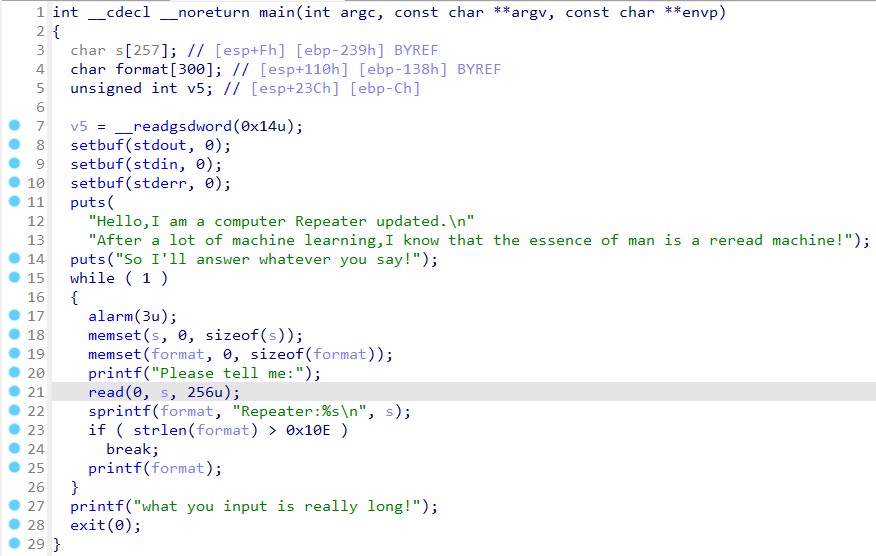 1 int __cdecl __noreturn main(int argc, const char **argv, const char **envp)
2 {
3   char s[257]; // [esp+Fh] [ebp-239h] BYREF
4   char format[300]; // [esp+110h] [ebp-138h] BYREF
5   unsigned int v5; // [esp+23Ch] [ebp-Ch]
6
7   v5 = __readgsdword(0x14u);
8   setbuf(stdout, 0);
9   setbuf(stdin, 0);
10   setbuf(stderr, 0);
11   puts(
12     "Hello,I am a computer Repeater updated.\n"
13     "After a lot of machine learning,I know that the essence of man is a reread machine!");
14   puts("So I'll answer whatever you say!");
15   while ( 1 )
16   {
17     alarm(3u);
18     memset(s, 0, sizeof(s));
19     memset(format, 0, sizeof(format));
20     printf("Please tell me:");
21     read(0, s, 256u);
22     sprintf(format, "Repeater:%s\n", s);
23     if ( strlen(format) > 0x10E )
24       break;
25     printf(format);
26   }
27   printf("what you input is really long!");
28   exit(0);
29 }